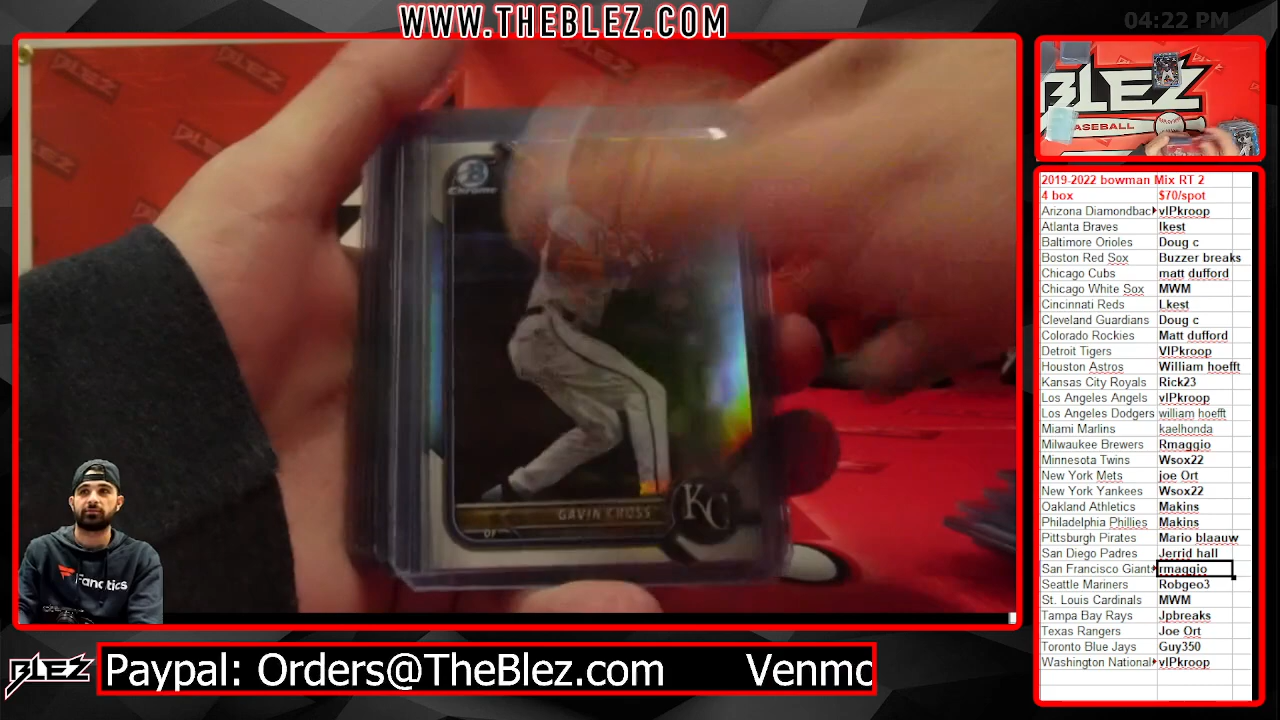 WWW.THEBLEZ.COM
04:22 PM
BLEZ
BASEBALL
Chrome
GAVIN CROSS
OF
KC
Fanatics
2019-2022 bowman Mix RT 2
4 box $70/spot
Arizona Diamondbac vIPkroop
Atlanta Braves lkest
Baltimore Orioles Doug c
Boston Red Sox Buzzer breaks
Chicago Cubs matt dufford
Chicago White Sox MWM
Cincinnati Reds Lkest
Cleveland Guardians Doug c
Colorado Rockies Matt dufford
Detroit Tigers VIPkroop
Houston Astros William hoefft
Kansas City Royals Rick23
Los Angeles Angels vIPkroop
Los Angeles Dodgers william hoefft
Miami Marlins kaelhonda
Milwaukee Brewers Rmaggio
Minnesota Twins Wsox22
New York Mets joe Ort
New York Yankees Wsox22
Oakland Athletics Makins
Philadelphia Phillies Makins
Pittsburgh Pirates Mario blaauw
San Diego Padres Jerrid hall
San Francisco Giants rmaggio
Seattle Mariners Robgeo3
St. Louis Cardinals MWM
Tampa Bay Rays Jpbreaks
Texas Rangers Joe Ort
Toronto Blue Jays Guy350
Washington National vIPkroop
BLEZ
Paypal: Orders@TheBlez.com Venmo